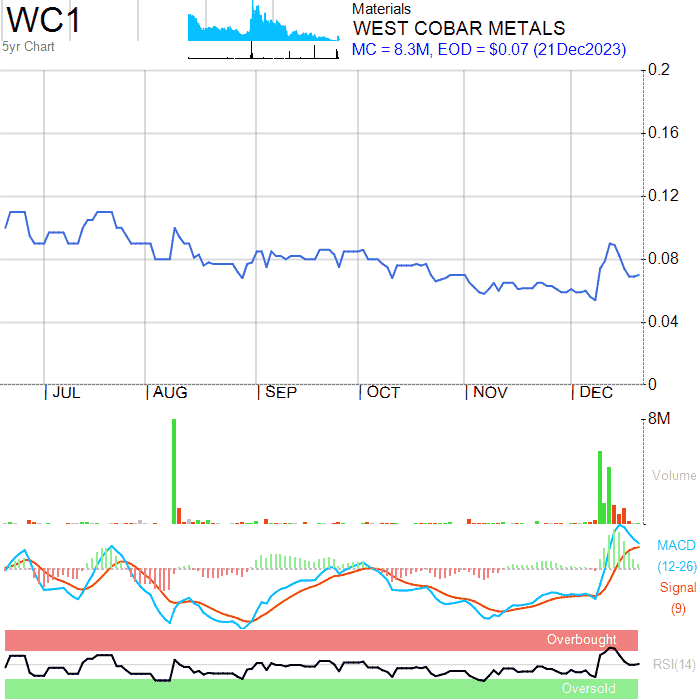 WC1
5yr Chart
Materials
WEST COBAR METALS
MC = 8.3M, EOD = $0.07 (21Dec2023)
0.2
0.16
0.12
0.08
0.04
0
JUL AUG SEP OCT NOV DEC
8M
Volume
MACD
(12-26)
Signal
(9)
Overbought
RSI(14)
Oversold